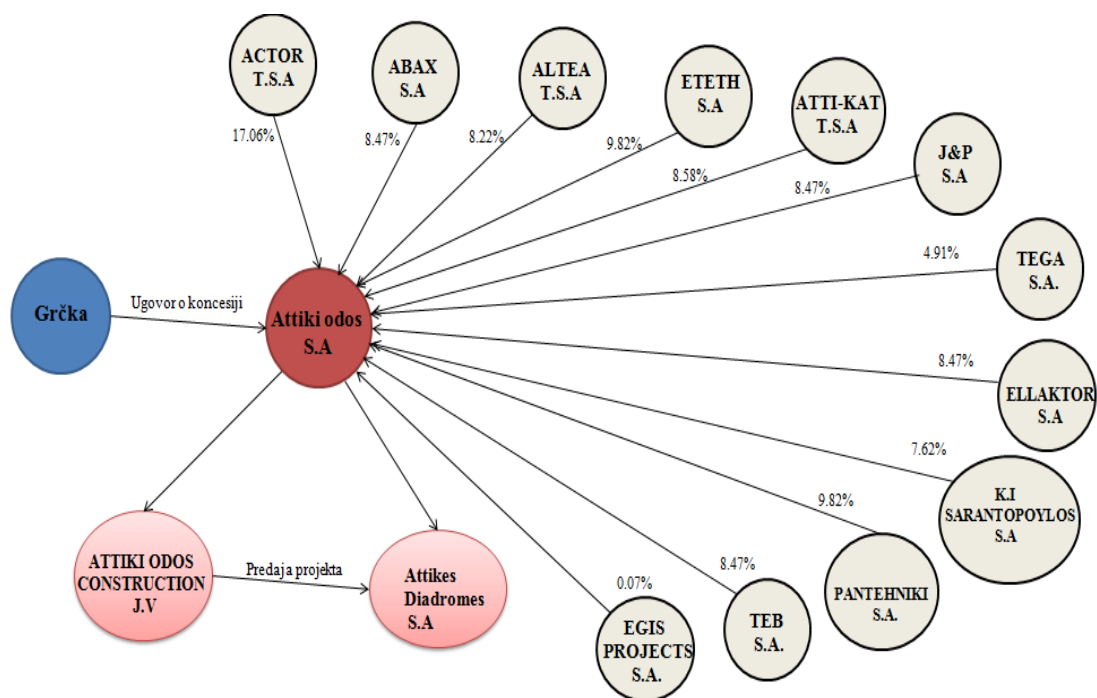 ACTOR
T.S.A
ABAX
S.A
ALTEA
T.S.A
ETETH
S.A
ATTI-KAT
T.S.A
J&P
S.A
17.06%
8.47%
8.22%
9.82%
8.58%
8.47%
4.91%
TEGA
S.A.
Grčka
Ugovor o koncesiji
Attiki odos
S.A
8.47%
ELLAKTOR
S.A
7.62%
K.I
SARANTOPOYLOS
S.A
9.82%
PANTEHNIKI
S.A.
8.47%
TEB
S.A.
0.07%
EGIS
PROJECTS
S.A.
ATTIKI ODOS
CONSTRUCTION
J.V
Predaja projekta
Attikes
Diadromes
S.A